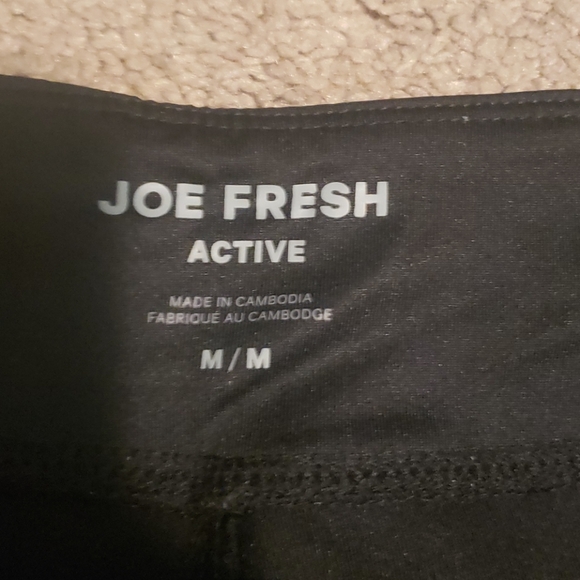 JOE FRESH
ACTIVE
MADE IN CAMBODIA
FABRIQUÉ AU CAMBODGE
M / M